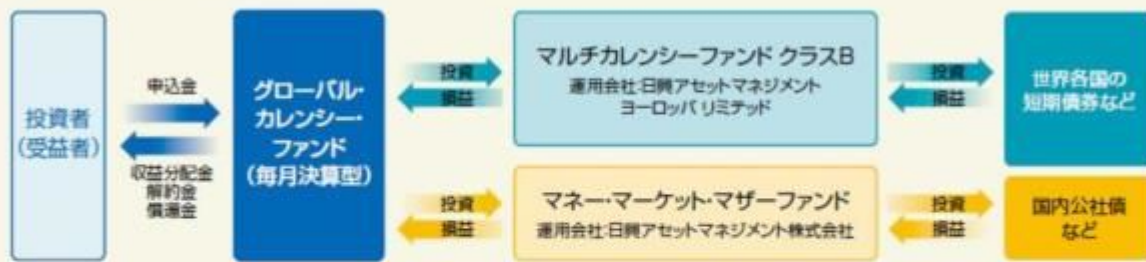 投資者
(受益者)
申込金
収益分配金
解約金
償還金
グローバル・
カレンシー・
ファンド
(毎月決算型)
投資
損益
マルチカレンシーファンド クラスB
運用会社:日興アセットマネジメント
ヨーロッパ リミテッド
投資
損益
世界各国の
短期債券など
投資
損益
マネー・マーケット・マザーファンド
運用会社:日興アセットマネジメント株式会社
投資
損益
国内公社債
など